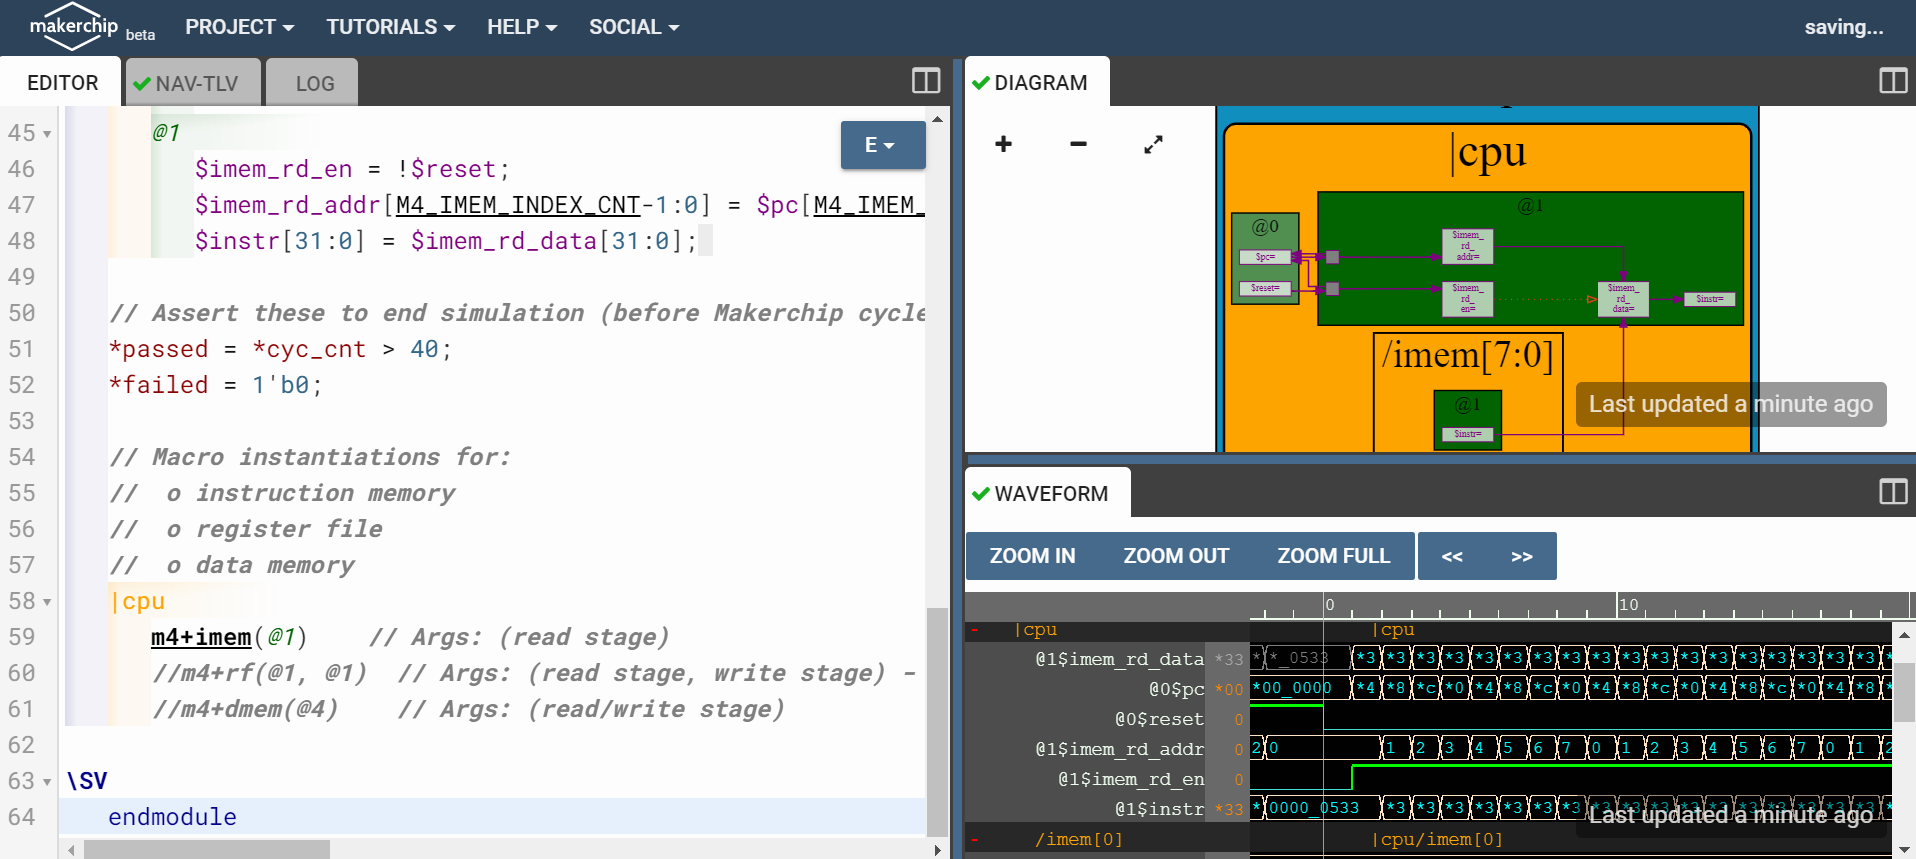 makerchip beta PROJECT TUTORIALS HELP SOCIAL saving...
EDITOR NAV-TLV LOG
45 @1
E
46 $imem_rd_en = !$reset;
47 $imem_rd_addr[M4_IMEM_INDEX_CNT-1:0] = $pc[M4_IMEM_
48 $instr[31:0] = $imem_rd_data[31:0];
49
50 // Assert these to end simulation (before Makerchip cycle
51 *passed = *cyc_cnt > 40;
52 *failed = 1'b0;
53
54 // Macro instantiations for:
55 //  o instruction memory
56 //  o register file
57 //  o data memory
58 |cpu
59 m4+imem(@1)    // Args: (read stage)
60 //m4+rf(@1, @1)  // Args: (read stage, write stage) -
61 //m4+dmem(@4)    // Args: (read/write stage)
62
63 \SV
64 endmodule
DIAGRAM
+ -
|cpu
@0
$pc=
$reset=
@1
$imem_
rd_
addr=
$imem_
rd_
en=
$imem_
rd_
data=
$instr=
/imem[7:0]
@1
$instr=
Last updated a minute ago
WAVEFORM
ZOOM IN ZOOM OUT ZOOM FULL << >>
0 10
- |cpu |cpu
@1$imem_rd_data *33 * *_0533 *3 *3 *3 *3 *3 *3 *3 *3 *3 *3 *3 *3 *3 *3 *3 *3 *3 *
@0$pc *00 *00_0000 *4 *8 *c *0 *4 *8 *c *0 *4 *8 *c *0 *4 *8 *c *0 *4 *8 *
@0$reset 0
@1$imem_rd_addr 0 2 0 1 2 3 4 5 6 7 0 1 2 3 4 5 6 7 0 1 2
@1$imem_rd_en 0
@1$instr *33 * 0000_0533 *3 *3 *3 *3 *3 *3 *3 *3 *3 *3 *3 *3 *3 *3 *3 *3 *3
Last updated a minute ago
- /imem[0] |cpu/imem[0]